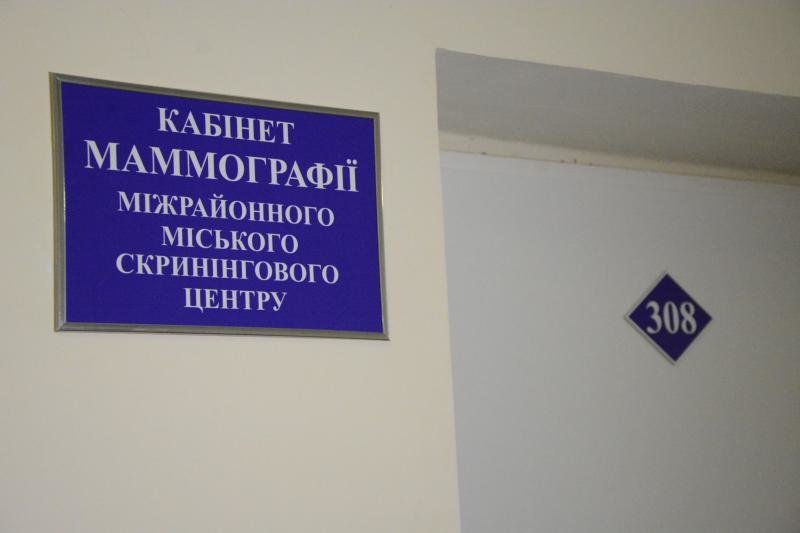 КАБІНЕТ
МАММОГРАФІЇ
МІЖРАЙОННОГО
МІСЬКОГО
СКРИНІНГОВОГО
ЦЕНТРУ
308